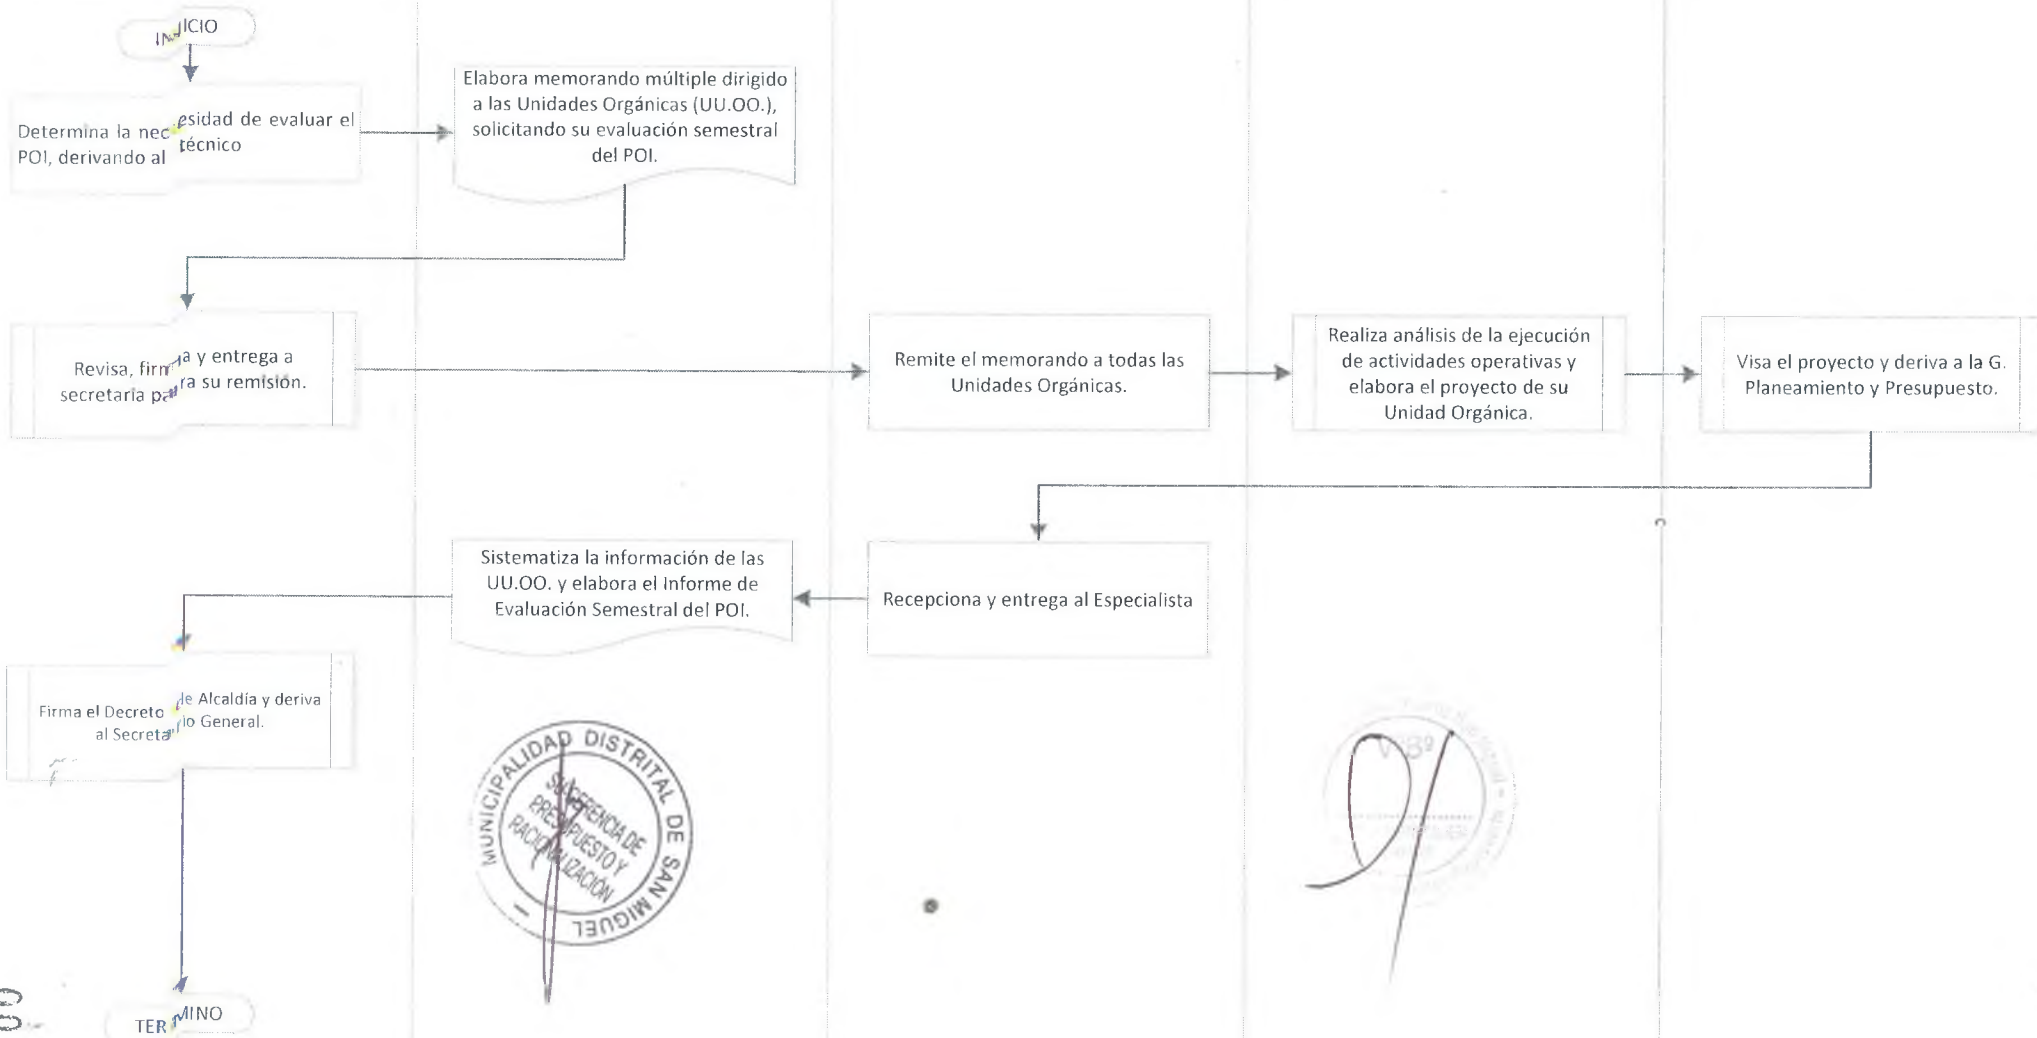 INICIO
Determina la necesidad de evaluar el
POI, derivando al técnico
Elabora memorando múltiple dirigido
a las Unidades Orgánicas (UU.OO.),
solicitando su evaluación semestral
del POI.
Revisa, firma y entrega a
secretaria para su remisión.
Remite el memorando a todas las
Unidades Orgánicas.
Realiza análisis de la ejecución
de actividades operativas y
elabora el proyecto de su
Unidad Orgánica.
Visa el proyecto y deriva a la G.
Planeamiento y Presupuesto.
Sistematiza la información de las
UU.OO. y elabora el Informe de
Evaluación Semestral del POI.
Recepciona y entrega al Especialista
Firma el Decreto de Alcaldía y deriva
al Secretario General.
MUNICIPALIDAD DISTRITAL DE SAN MIGUEL
SUBGERENCIA DE
PRESUPUESTO Y
RACIONALIZACIÓN
VºBº
TERMINO